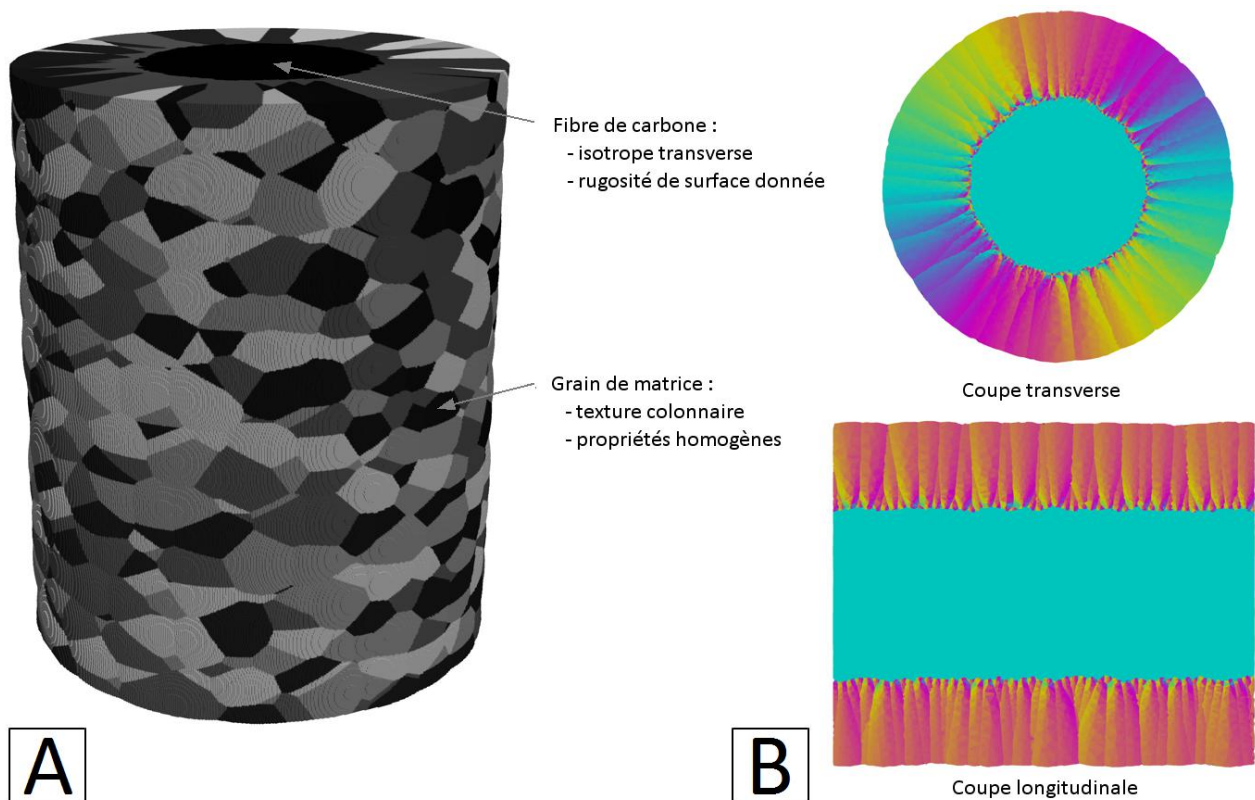 Fibre de carbone :
- isotrope transverse
- rugosité de surface donnée
Grain de matrice :
- texture colonnaire
- propriétés homogènes
A
Coupe transverse
Coupe longitudinale
B